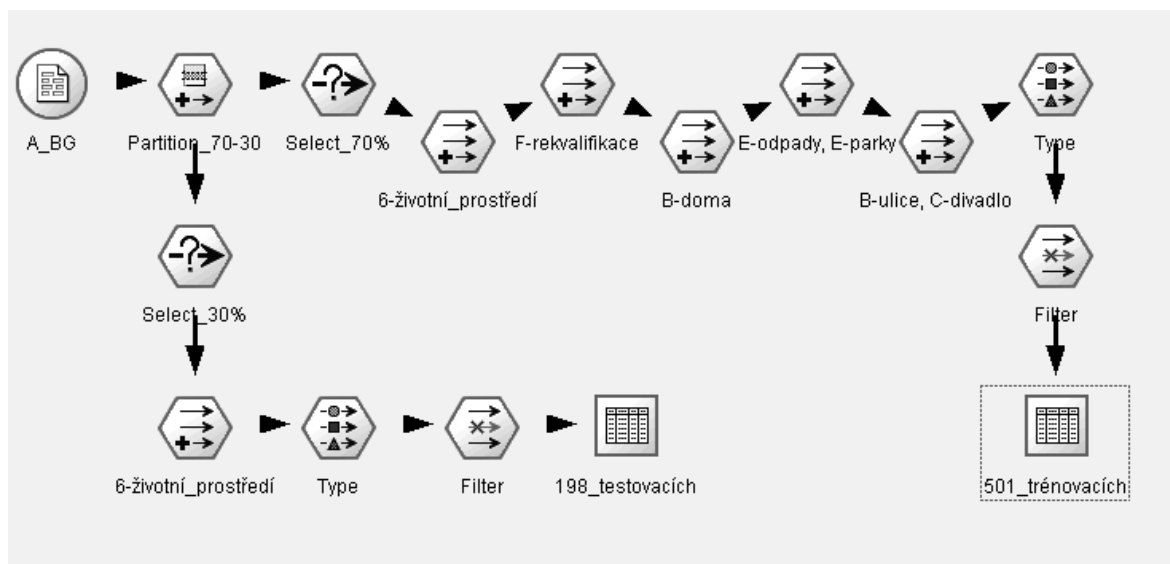 A_BG
Partition_70-30
Select_70%
6-životní_prostředí
F-rekvalifikace
B-doma
E-odpady, E-parky
B-ulice, C-divadlo
Type
Select_30%
Filter
6-životní_prostředí
Type
Filter
198_testovacích
501_trénovacích